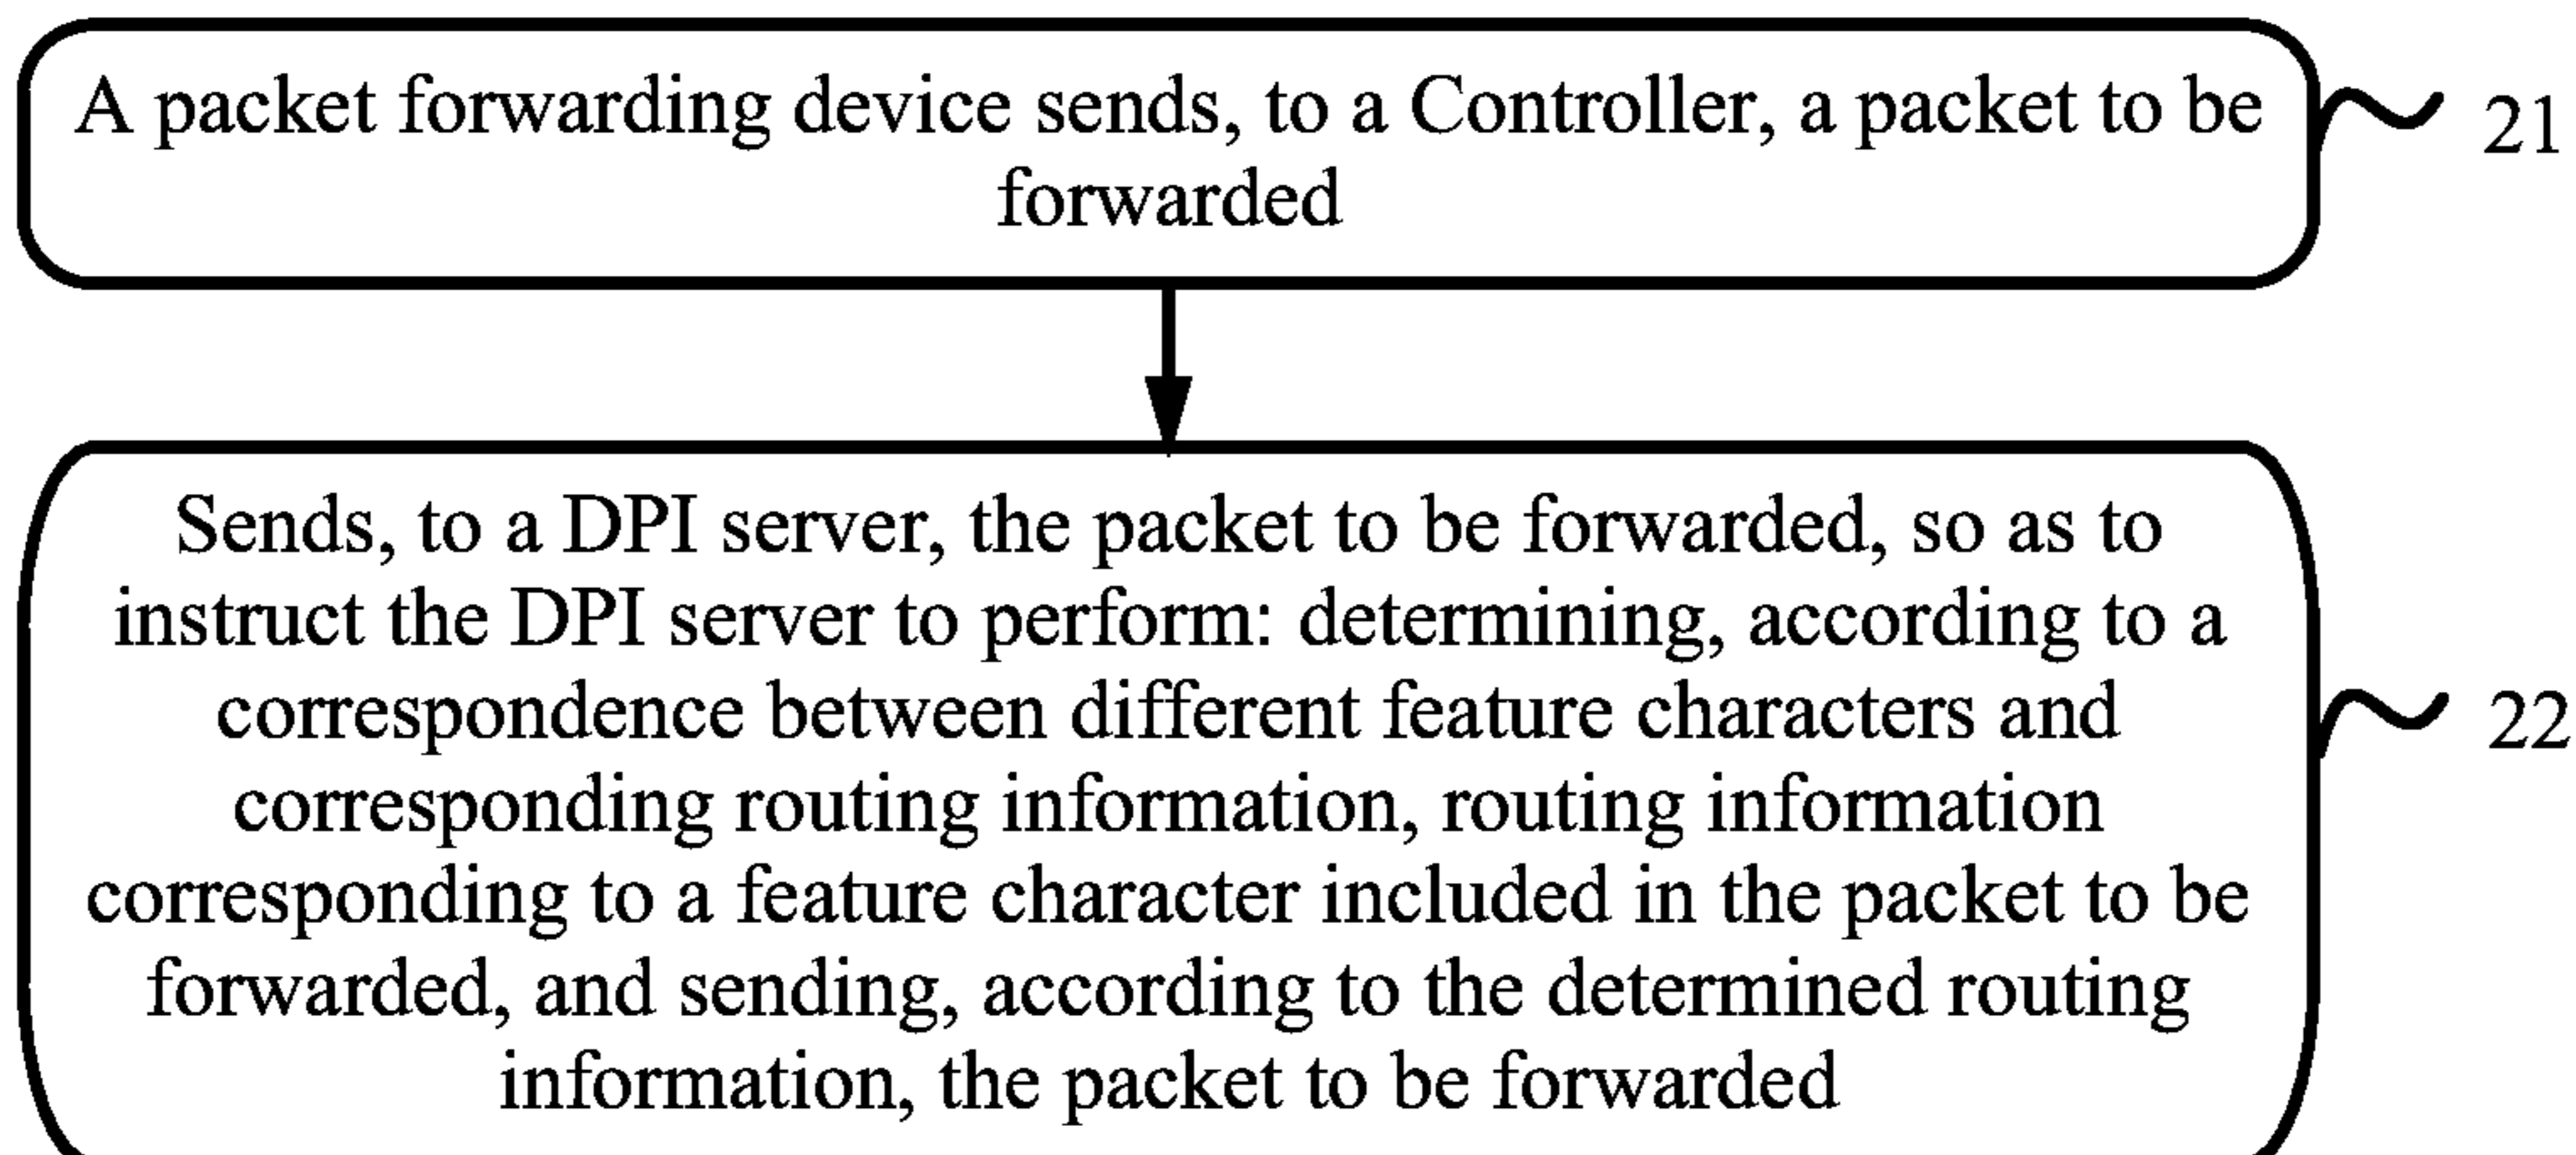 A packet forwarding device sends, to a Controller, a packet to be
forwarded
21
Sends, to a DPI server, the packet to be forwarded, so as to
instruct the DPI server to perform: determining, according to a
correspondence between different feature characters and
corresponding routing information, routing information
corresponding to a feature character included in the packet to be
forwarded, and sending, according to the determined routing
information, the packet to be forwarded
22